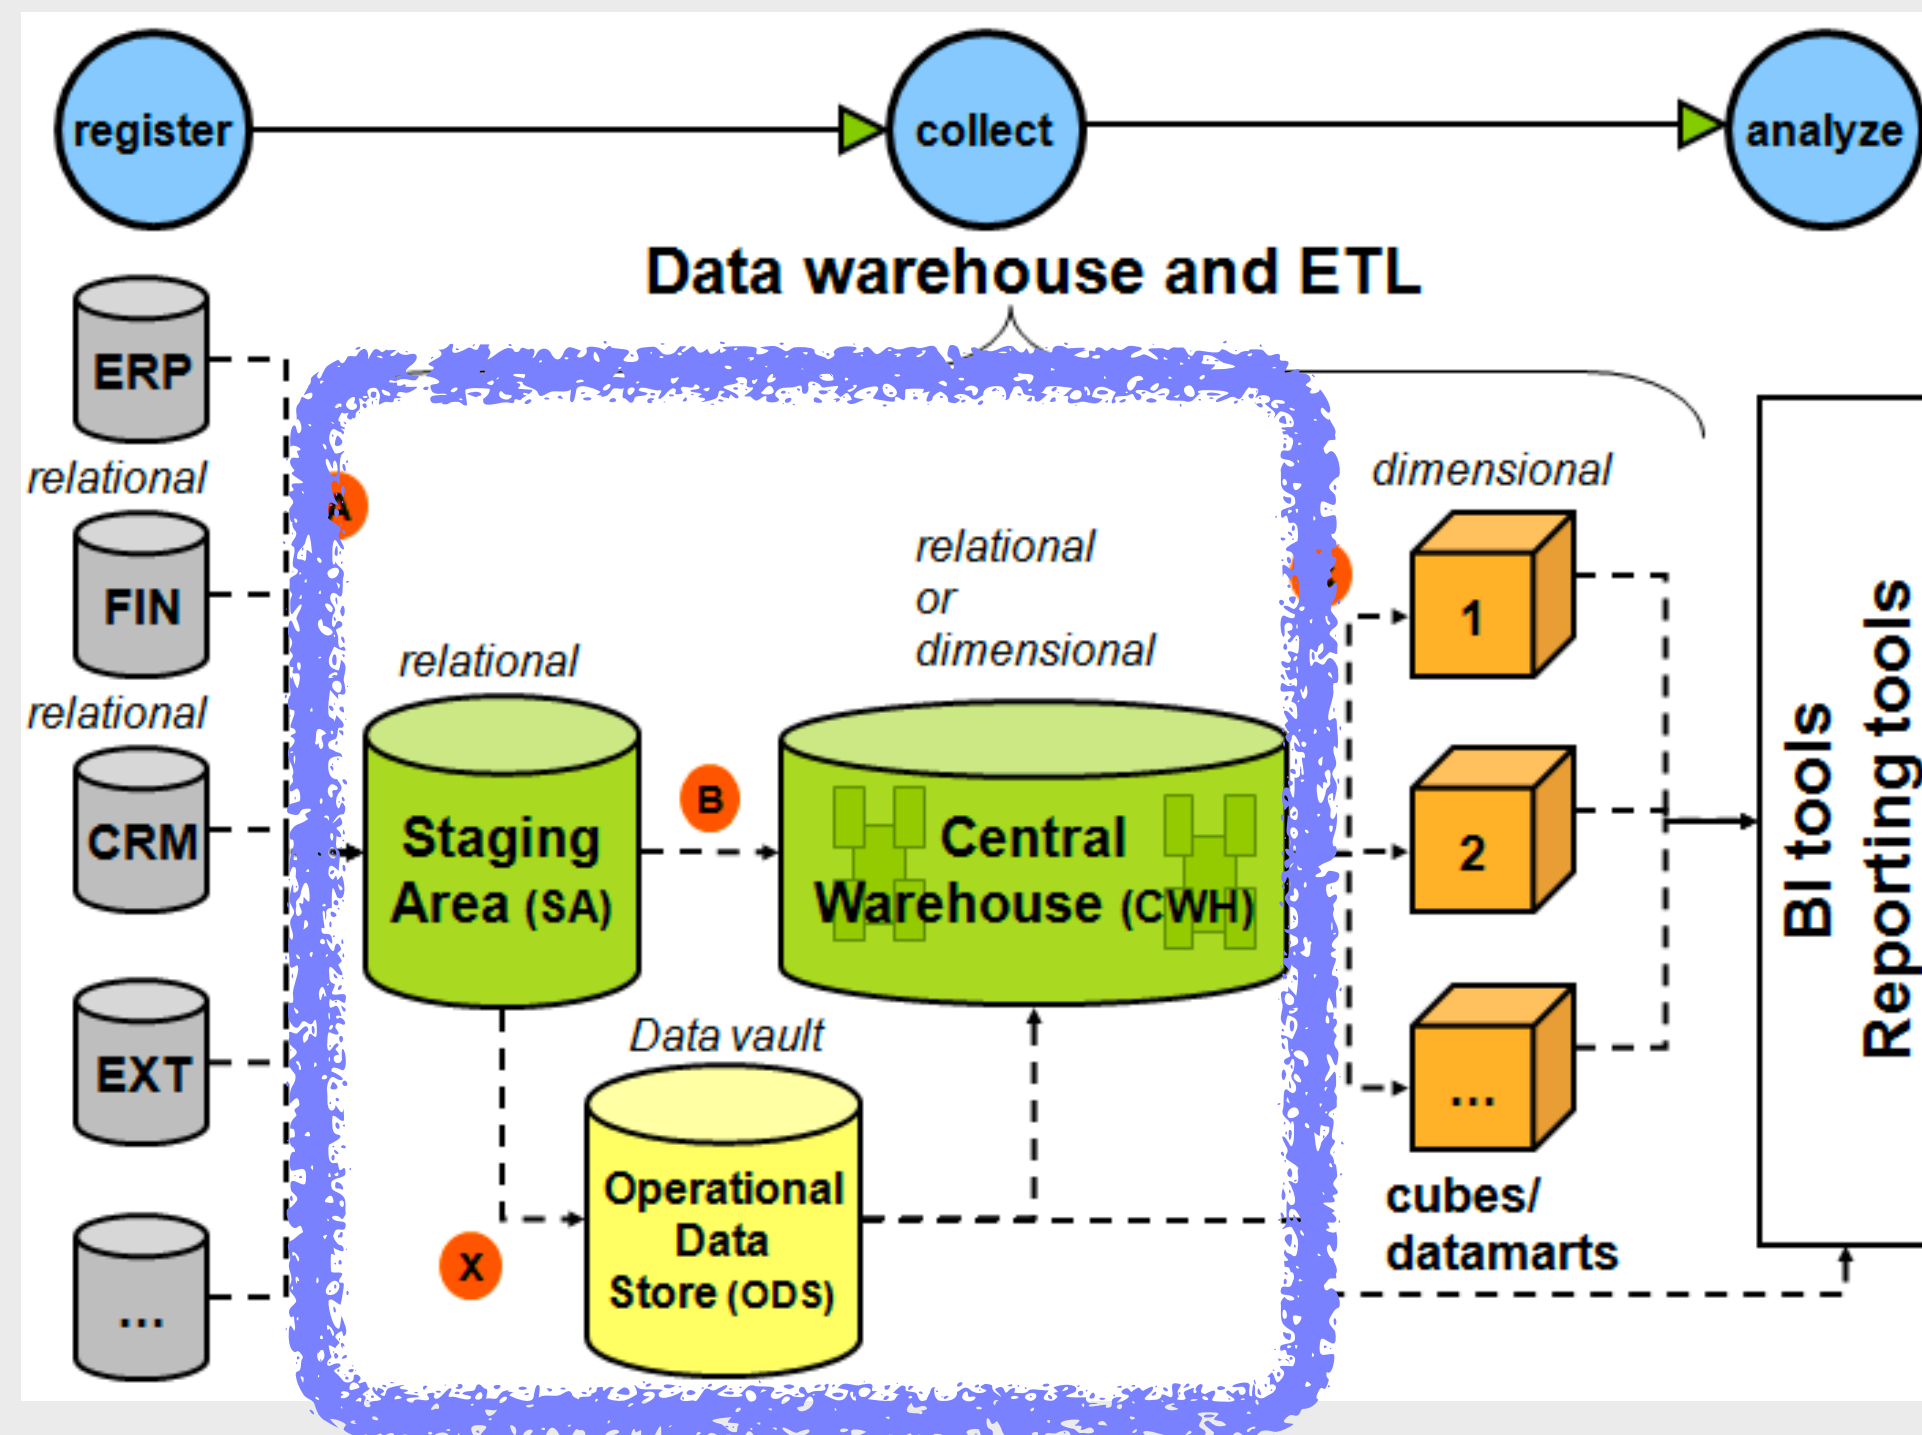 register
collect
analyze
Data warehouse and ETL
ERP
relational
FIN
relational
CRM
EXT
...
A
relational
Staging
Area (SA)
B
relational
or
dimensional
Central
Warehouse (CWH)
Data vault
Operational
Data
Store (ODS)
X
dimensional
1
2
...
cubes/
datamarts
BI tools
Reporting tools